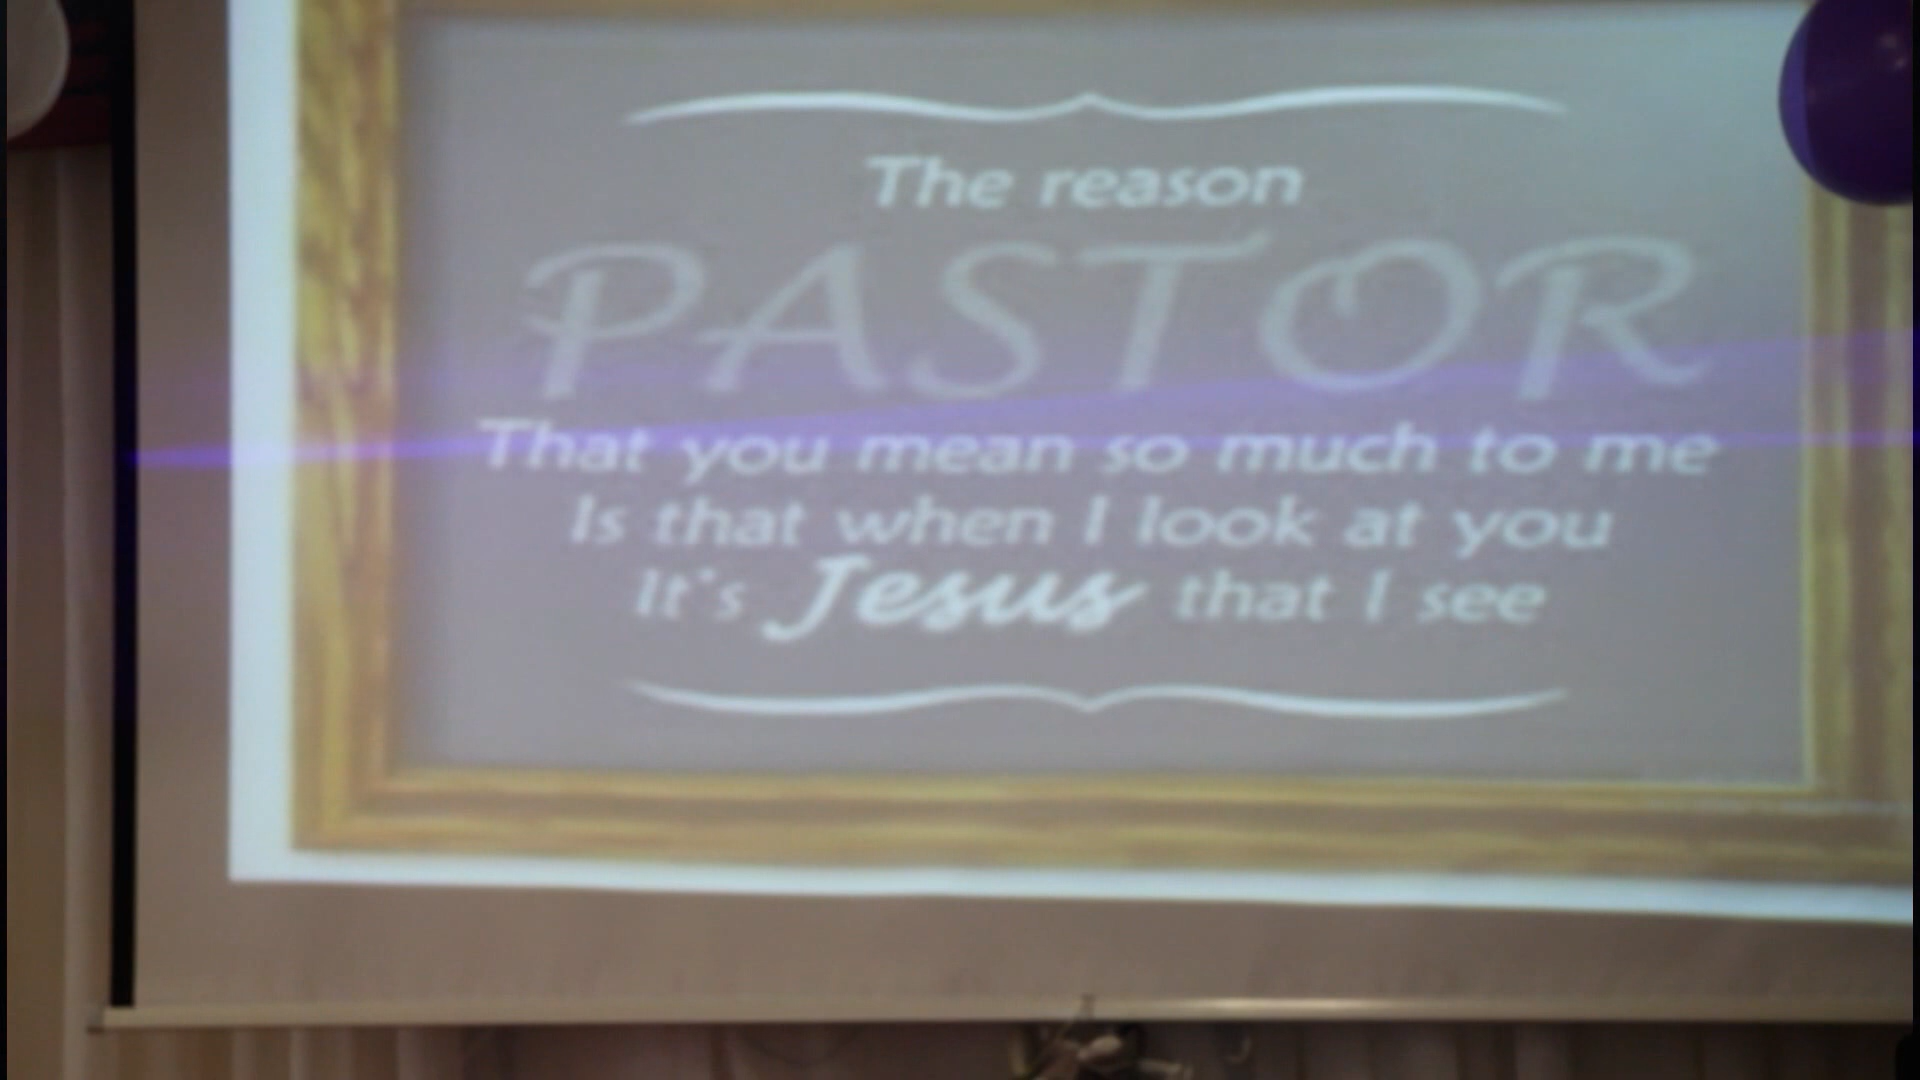 The reason
PASTOR
That you mean so much to me
Is that when I look at you
It's Jesus that I see